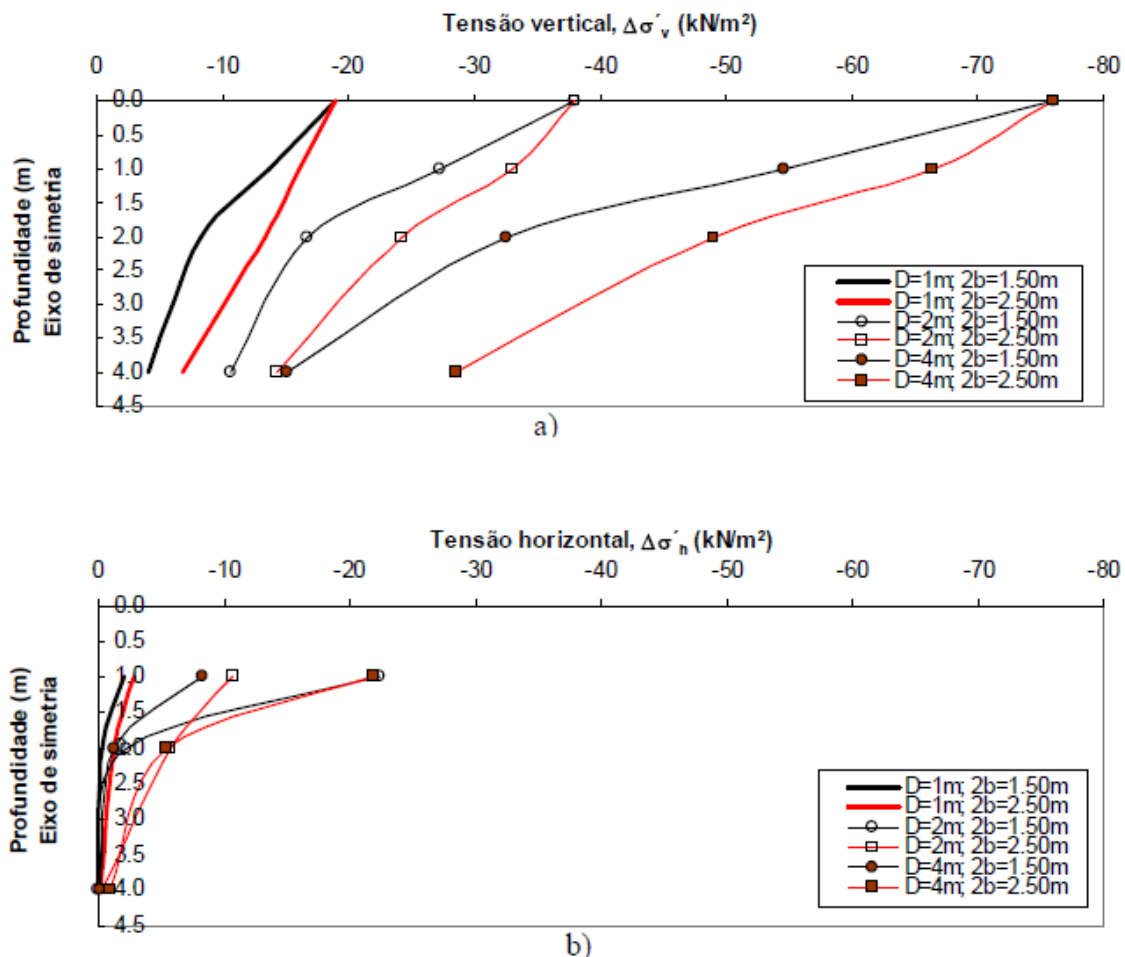 Tensão vertical, Δσ´v (kN/m²)
0 -10 -20 -30 -40 -50 -60 -70 -80
Profundidade (m)
Eixo de simetria
0.0
0.5
1.0
1.5
2.0
2.5
3.0
3.5
4.0
4.5
D=1m; 2b=1.50m
D=1m; 2b=2.50m
D=2m; 2b=1.50m
D=2m; 2b=2.50m
D=4m; 2b=1.50m
D=4m; 2b=2.50m
a)
Tensão horizontal, Δσ´h (kN/m²)
0 -10 -20 -30 -40 -50 -60 -70 -80
Profundidade (m)
Eixo de simetria
0.0
0.5
1.0
1.5
2.0
2.5
3.0
3.5
4.0
4.5
D=1m; 2b=1.50m
D=1m; 2b=2.50m
D=2m; 2b=1.50m
D=2m; 2b=2.50m
D=4m; 2b=1.50m
D=4m; 2b=2.50m
b)